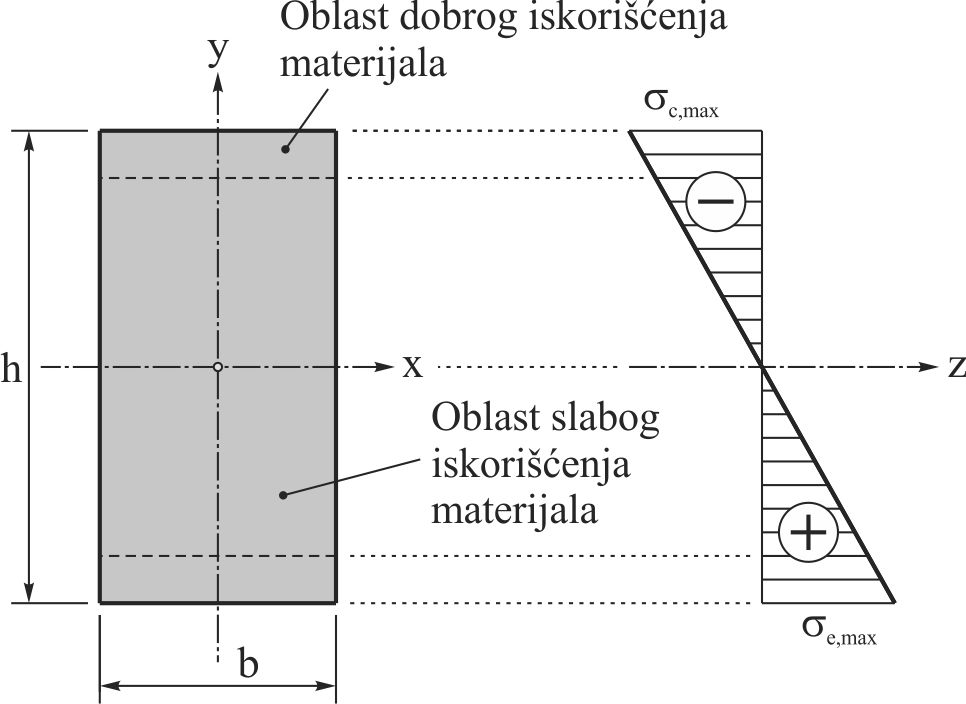 Oblast dobrog iskorišćenja
materijala
y
σc,max
−
h
x
z
Oblast slabog
iskorišćenja
materijala
+
σe,max
b